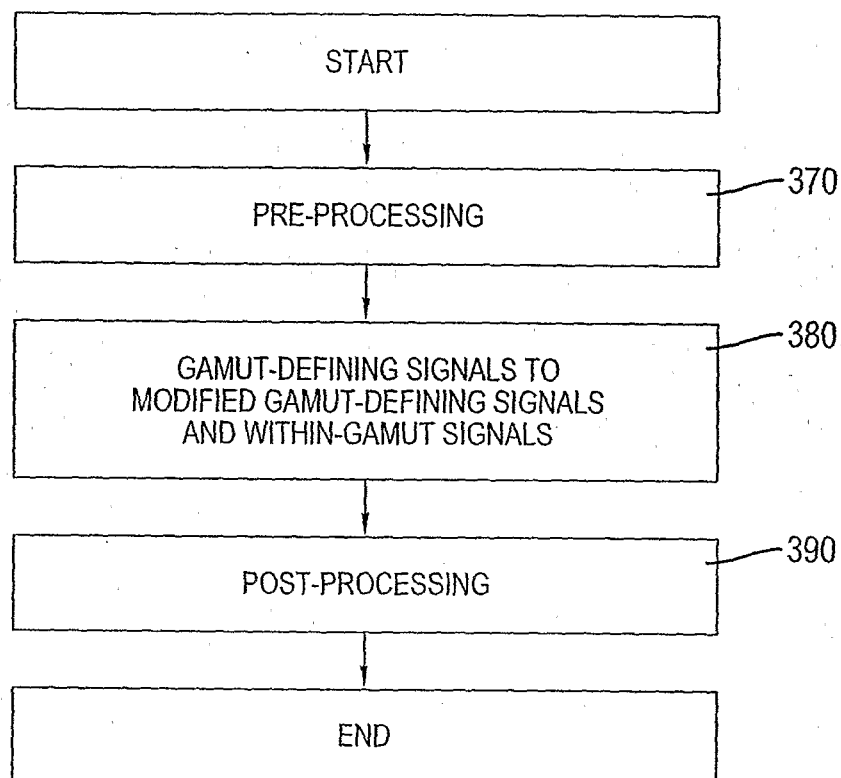 START
PRE-PROCESSING
370
GAMUT-DEFINING SIGNALS TO
MODIFIED GAMUT-DEFINING SIGNALS
AND WITHIN-GAMUT SIGNALS
380
POST-PROCESSING
390
END